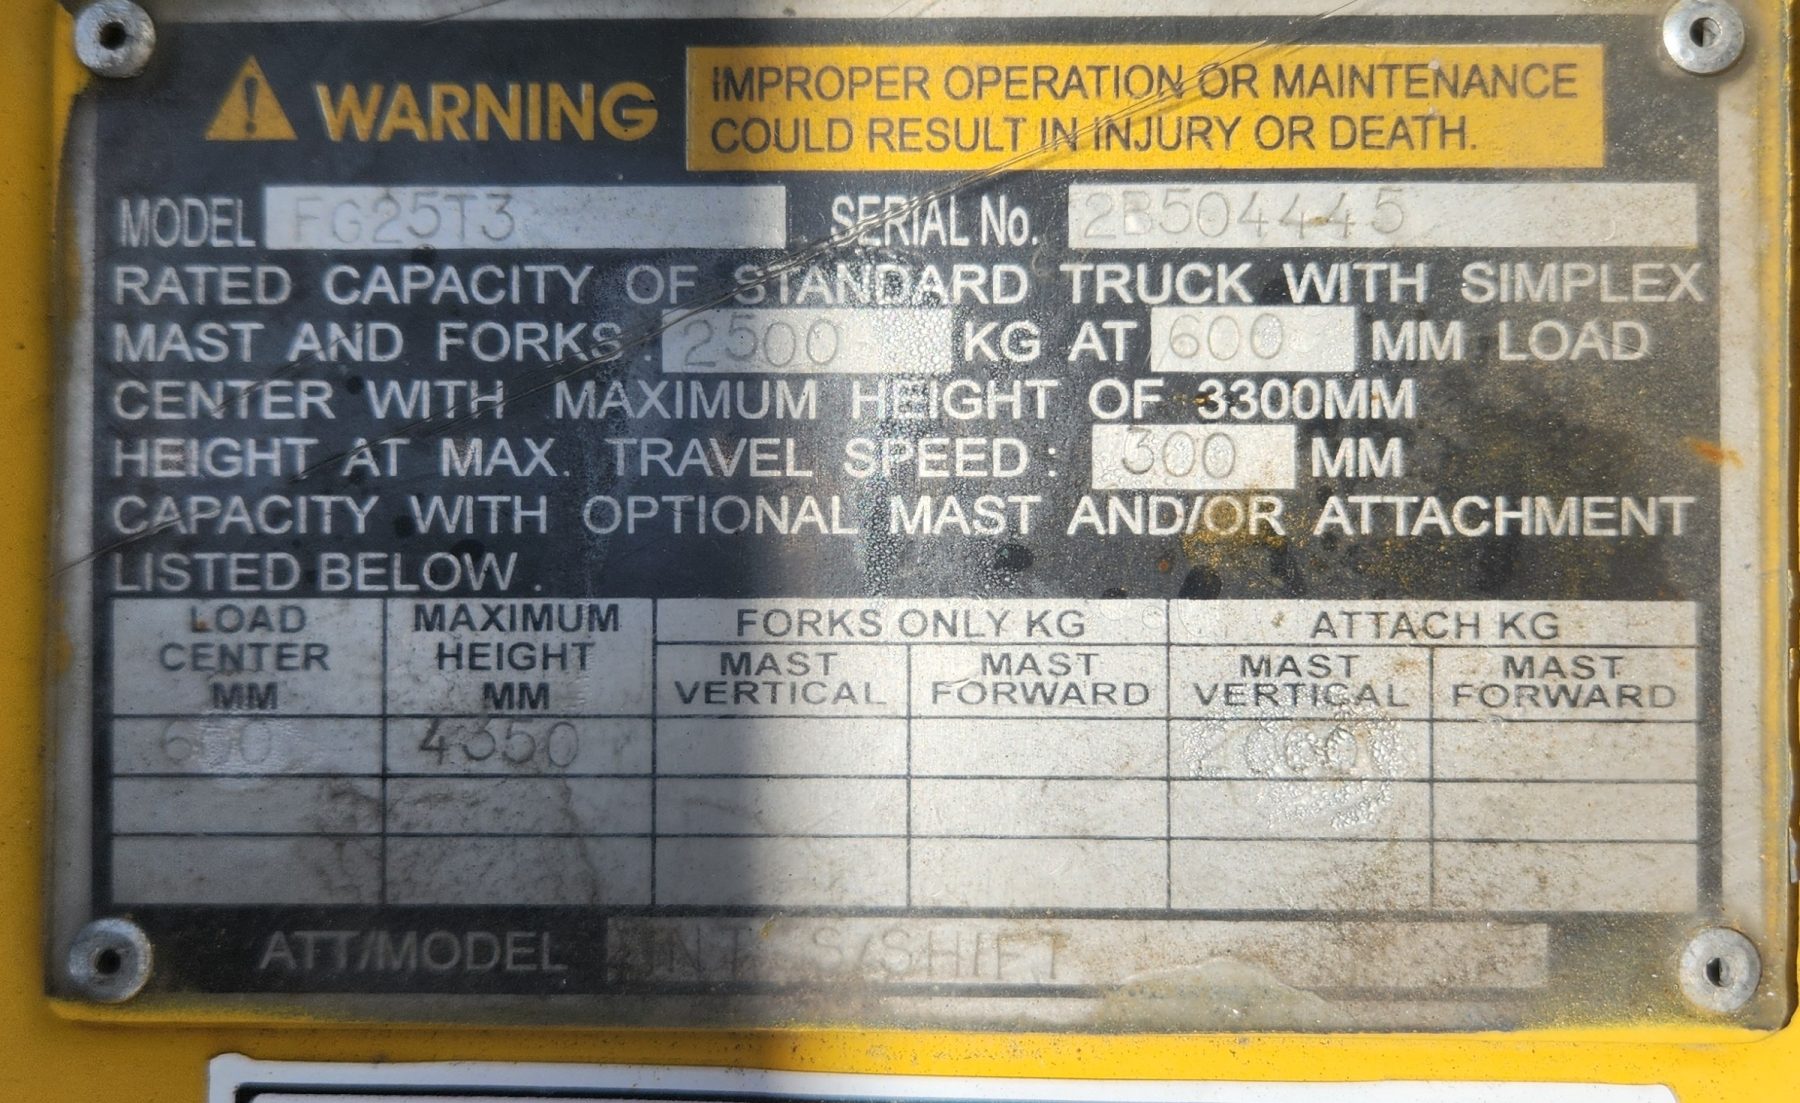 WARNING
IMPROPER OPERATION OR MAINTENANCE
COULD RESULT IN INJURY OR DEATH.
MODEL FG25T3 SERIAL No. 2B504445
RATED CAPACITY OF STANDARD TRUCK WITH SIMPLEX
MAST AND FORKS : 2500 KG AT 600 MM LOAD
CENTER WITH MAXIMUM HEIGHT OF 3300MM
HEIGHT AT MAX. TRAVEL SPEED : 300 MM
CAPACITY WITH OPTIONAL MAST AND/OR ATTACHMENT
LISTED BELOW .
LOAD CENTER MM
MAXIMUM HEIGHT MM
FORKS ONLY KG
ATTACH KG
MAST VERTICAL
MAST FORWARD
MAST VERTICAL
MAST FORWARD
600 4350
ATT/MODEL INT S/SHIFT